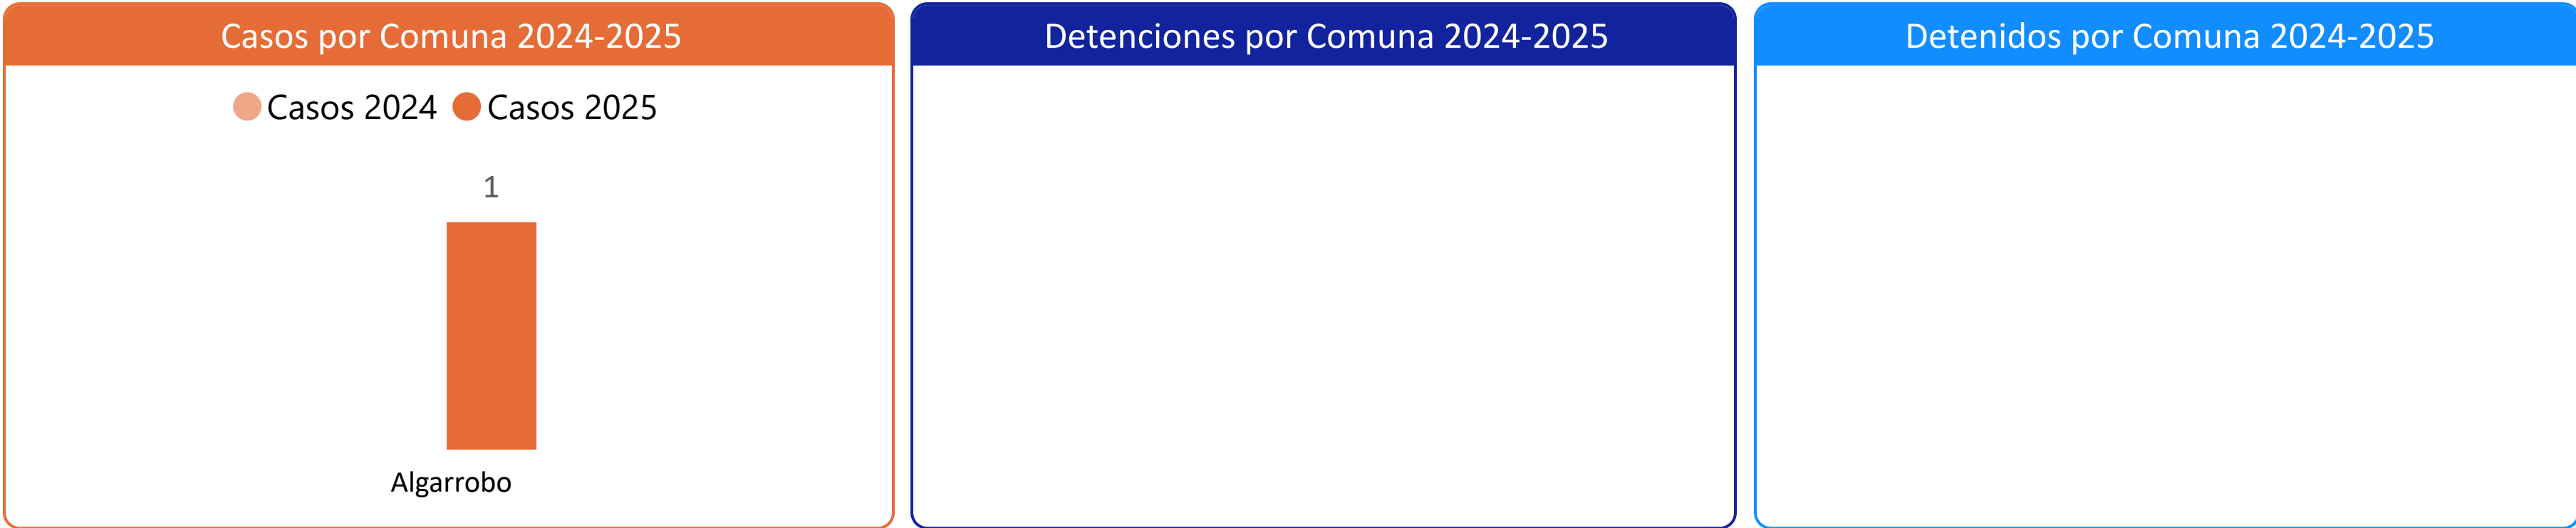 Casos por Comuna 2024-2025
Casos 2024 Casos 2025
1
Algarrobo
Detenciones por Comuna 2024-2025
Detenidos por Comuna 2024-2025